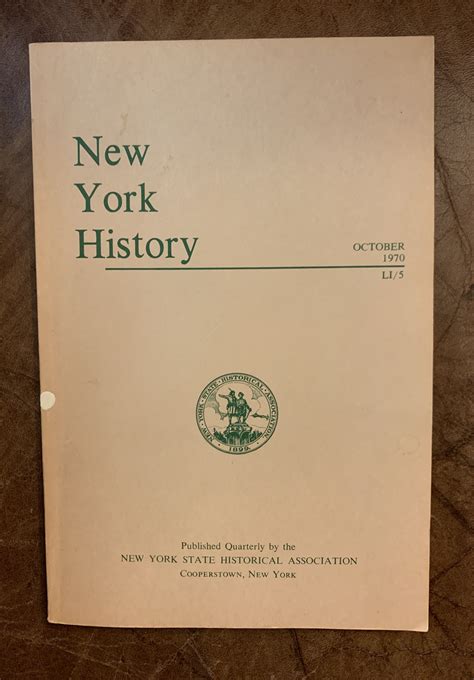 New
York
History
OCTOBER
1970
LI/5
NEW·YORK·STATE·HISTORICAL·ASSOCIATION
1899
Published Quarterly by the
NEW YORK STATE HISTORICAL ASSOCIATION
COOPERSTOWN, NEW YORK